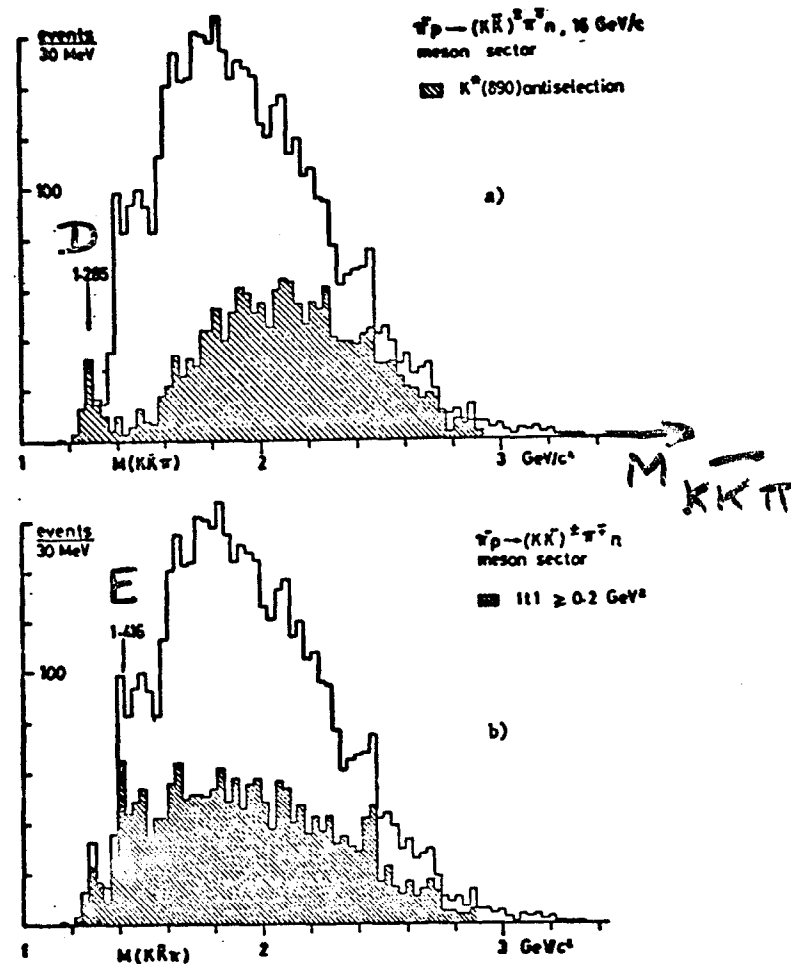 events
30 MeV
π⁻p → (KK̄)±π∓n, 16 GeV/c
meson sector
K*(890) antiselection
100
a)
D
1·285
1
M(KK̄π)
2
3
GeV/c²
M KK̄π
events
30 MeV
π⁻p → (KK̄)±π∓n
meson sector
|t| ≥ 0·2 GeV²
E
1·416
100
b)
1
M(KK̄π)
2
3
GeV/c²